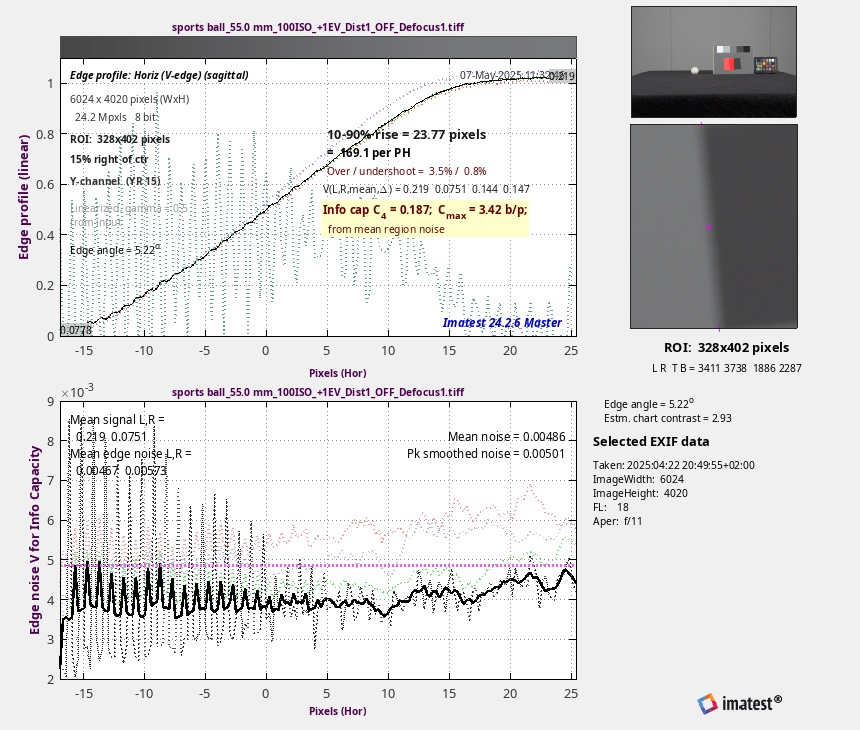 sports ball_55.0 mm_100ISO_+1EV_Dist1_OFF_Defocus1.tiff
Edge profile: Horiz (V-edge) (sagittal)
07-May-2025 11:32:46
0.219
6024 x 4020 pixels (WxH)
24.2 Mpxls 8 bit
ROI: 328x402 pixels
15% right of ctr
Y-channel (YR 15)
Linearized, gamma = 0.5
from input
Edge angle = 5.22º
10-90% rise = 23.77 pixels
= 169.1 per PH
Over / undershoot = 3.5% / 0.8%
V(L,R,mean,△) = 0.219 0.0751 0.144 0.147
Info cap C4 = 0.187; Cmax = 3.42 b/p;
from mean region noise
Imatest 24.2.6 Master
0.0778
Edge profile (linear)
1
0.8
0.6
0.4
0.2
0
-15 -10 -5 0 5 10 15 20 25
Pixels (Hor)
ROI: 328x402 pixels
L R T B = 3411 3738 1886 2287
×10-3
sports ball_55.0 mm_100ISO_+1EV_Dist1_OFF_Defocus1.tiff
Mean signal L,R =
0.219 0.0751
Mean edge noise L,R =
0.00467 0.00573
Mean noise = 0.00486
Pk smoothed noise = 0.00501
Edge noise V for Info Capacity
9
8
7
6
5
4
3
2
-15 -10 -5 0 5 10 15 20 25
Pixels (Hor)
Edge angle = 5.22º
Estm. chart contrast = 2.93
Selected EXIF data
Taken: 2025:04:22 20:49:55+02:00
ImageWidth: 6024
ImageHeight: 4020
FL: 18
Aper: f/11
imatest®